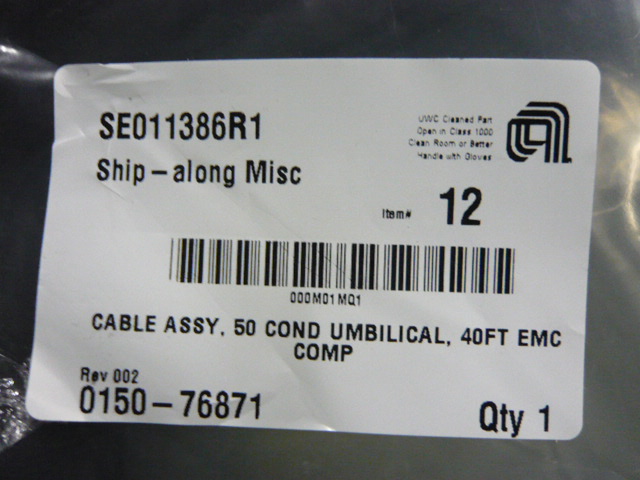 SE011386R1
UWC Cleaned Part
Open in Class 1000
Clean Room or Better
Handle with Gloves
Ship-along Misc
Item# 12
000M01MQ1
CABLE ASSY, 50 COND UMBILICAL, 40FT EMC
COMP
Rev 002
0150-76871
Qty 1